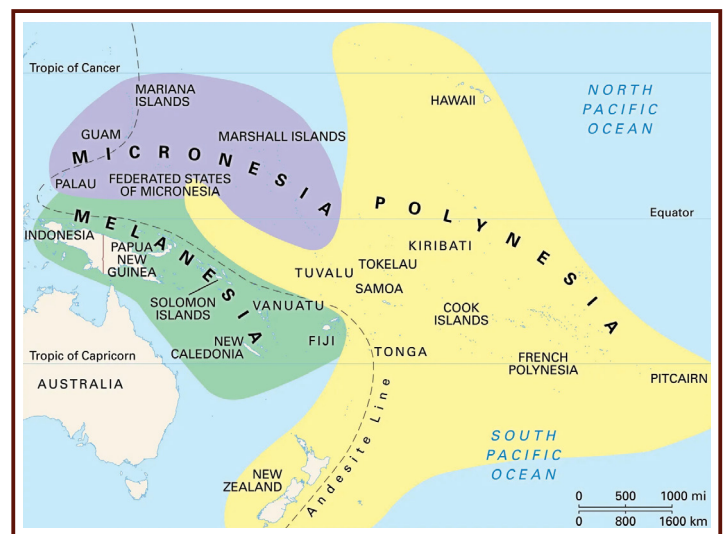 Tropic of Cancer
MARIANA
ISLANDS
HAWAII
NORTH
PACIFIC
OCEAN
GUAM
MARSHALL ISLANDS
MICRONESIA
PALAU
FEDERATED STATES
OF MICRONESIA
POLYNESIA
Equator
MELANESIA
INDONESIA
PAPUA
NEW
GUINEA
KIRIBATI
TUVALU
TOKELAU
SAMOA
SOLOMON
ISLANDS
VANUATU
COOK
ISLANDS
NEW
CALEDONIA
FIJI
TONGA
Tropic of Capricorn
FRENCH
POLYNESIA
PITCAIRN
AUSTRALIA
Andesite Line
SOUTH
PACIFIC
OCEAN
NEW
ZEALAND
0 500 1000 mi
0 800 1600 km